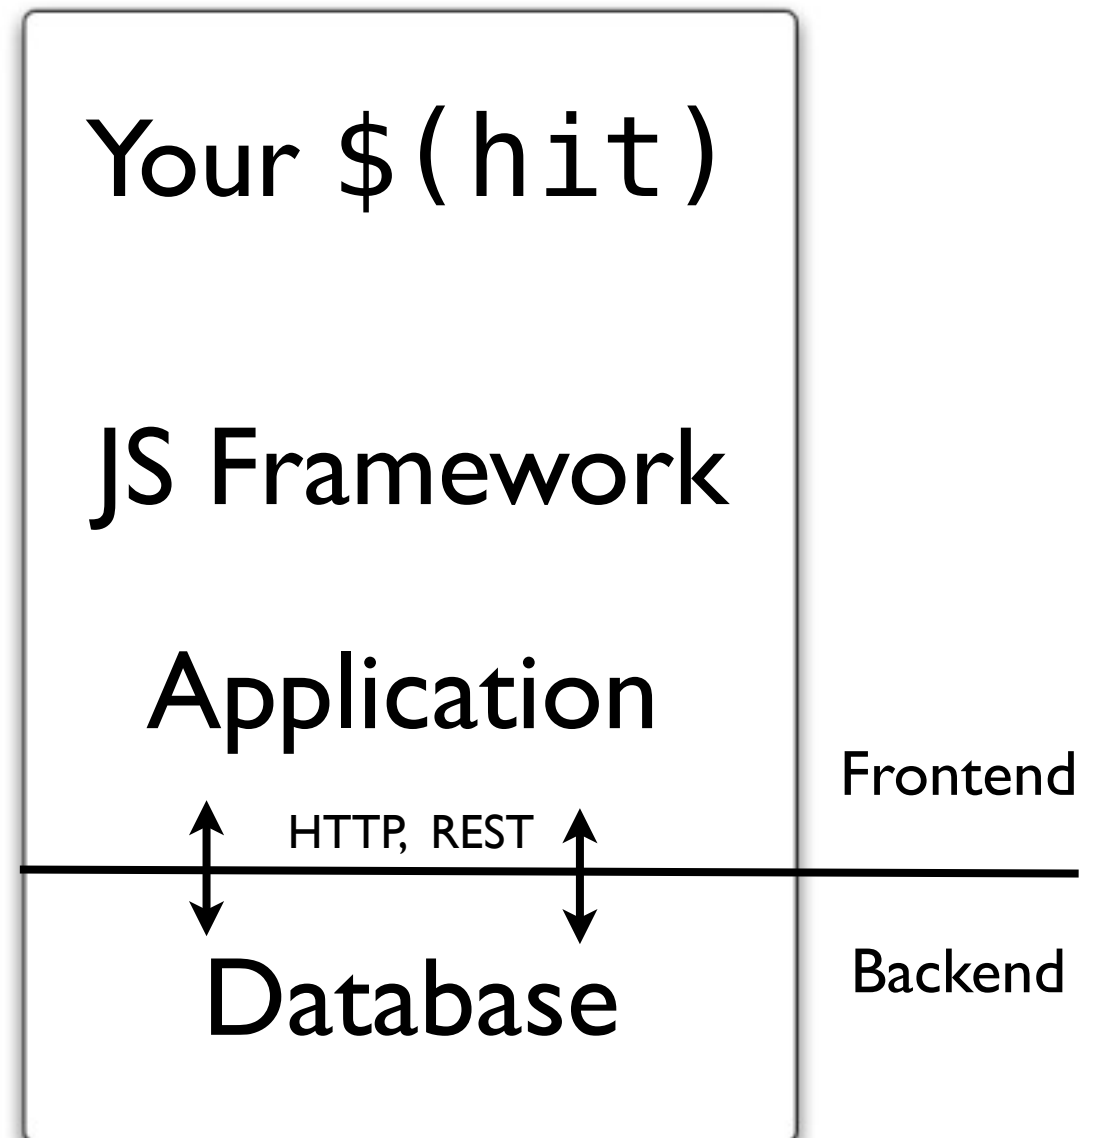 Your $(hit)
JS Framework
Application
Frontend
HTTP, REST
Database
Backend